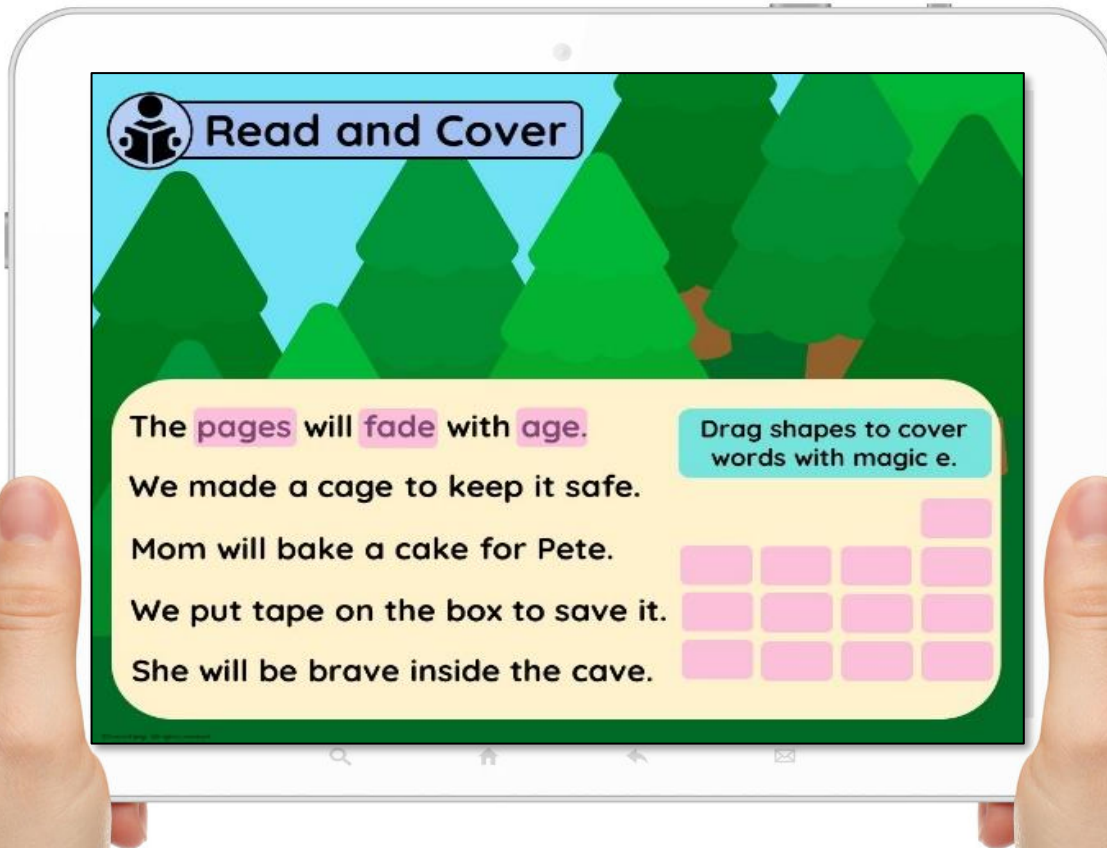 Read and Cover
The pages will fade with age.
We made a cage to keep it safe.
Mom will bake a cake for Pete.
We put tape on the box to save it.
She will be brave inside the cave.
Drag shapes to cover
words with magic e.